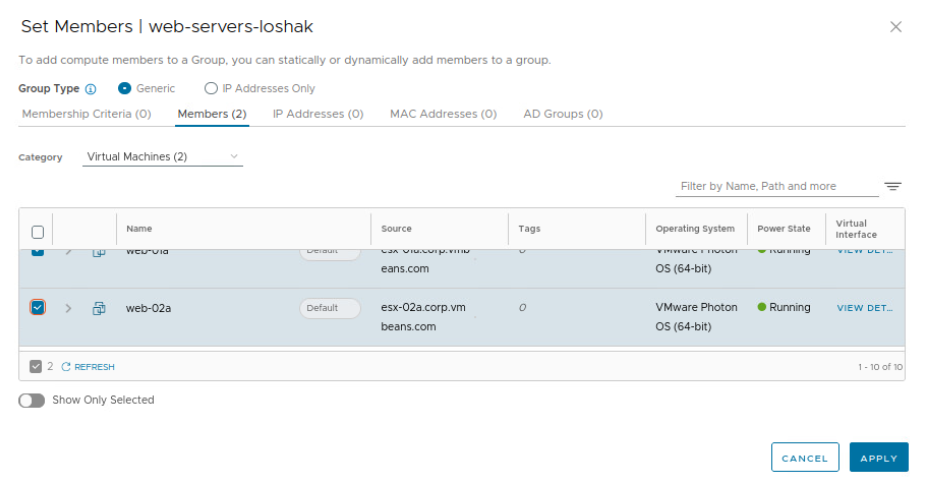 Set Members | web-servers-loshak
To add compute members to a Group, you can statically or dynamically add members to a group.
Group Type Generic IP Addresses Only
Membership Criteria (0) Members (2) IP Addresses (0) MAC Addresses (0) AD Groups (0)
Category Virtual Machines (2)
Filter by Name, Path and more
Name Source Tags Operating System Power State Virtual Interface
web-01a Default esx-01a.corp.vmb 0 VMware Photon Running VIEW DET...
eans.com OS (64-bit)
web-02a Default esx-02a.corp.vm 0 VMware Photon Running VIEW DET...
beans.com OS (64-bit)
2 REFRESH 1 - 10 of 10
Show Only Selected
CANCEL APPLY